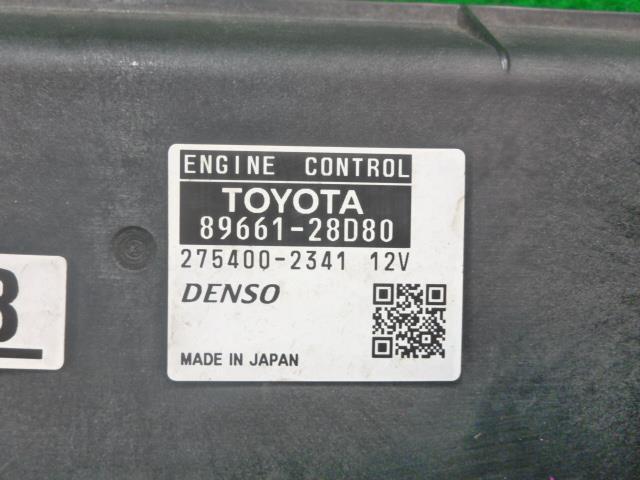 ENGINE CONTROL
TOYOTA
89661-28D80
275400-2341 12V
DENSO
MADE IN JAPAN